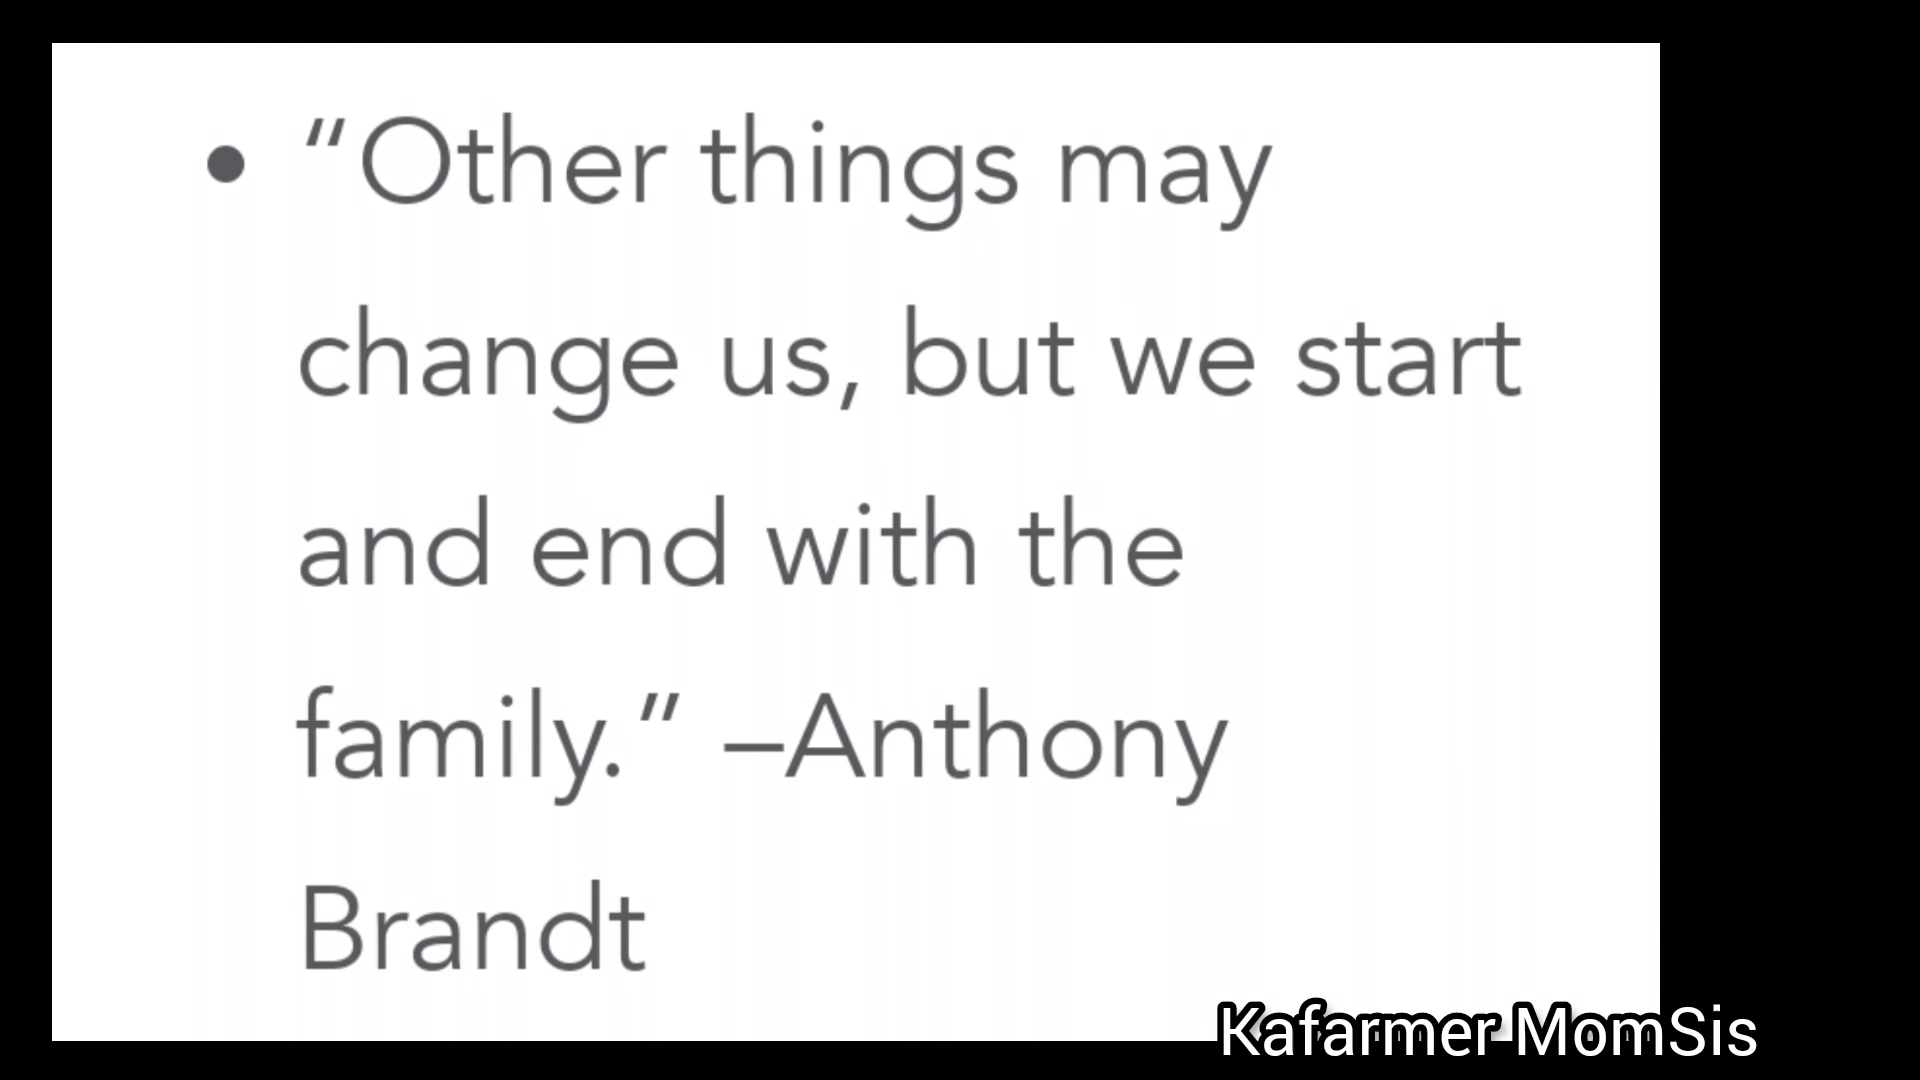 • “Other things may
change us, but we start
and end with the
family.” –Anthony
Brandt
Kafarmer MomSis